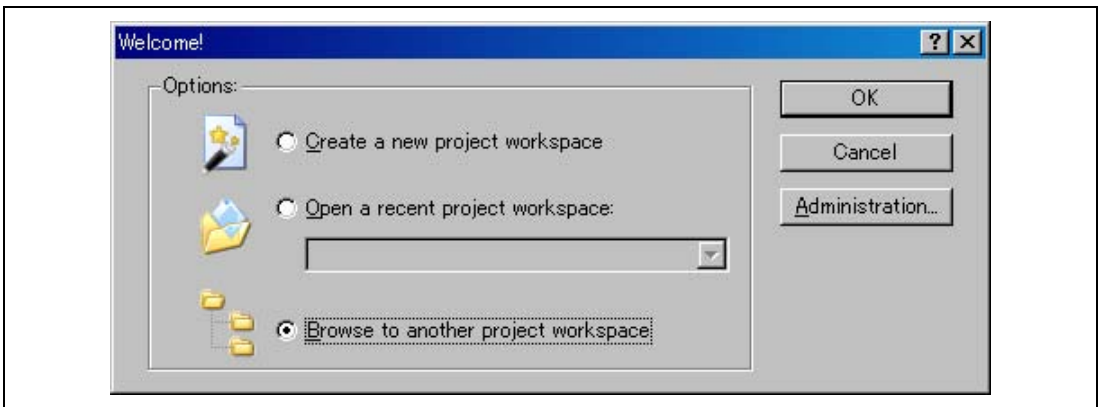 Welcome!
Options:
Create a new project workspace
Open a recent project workspace:
Browse to another project workspace
OK
Cancel
Administration...